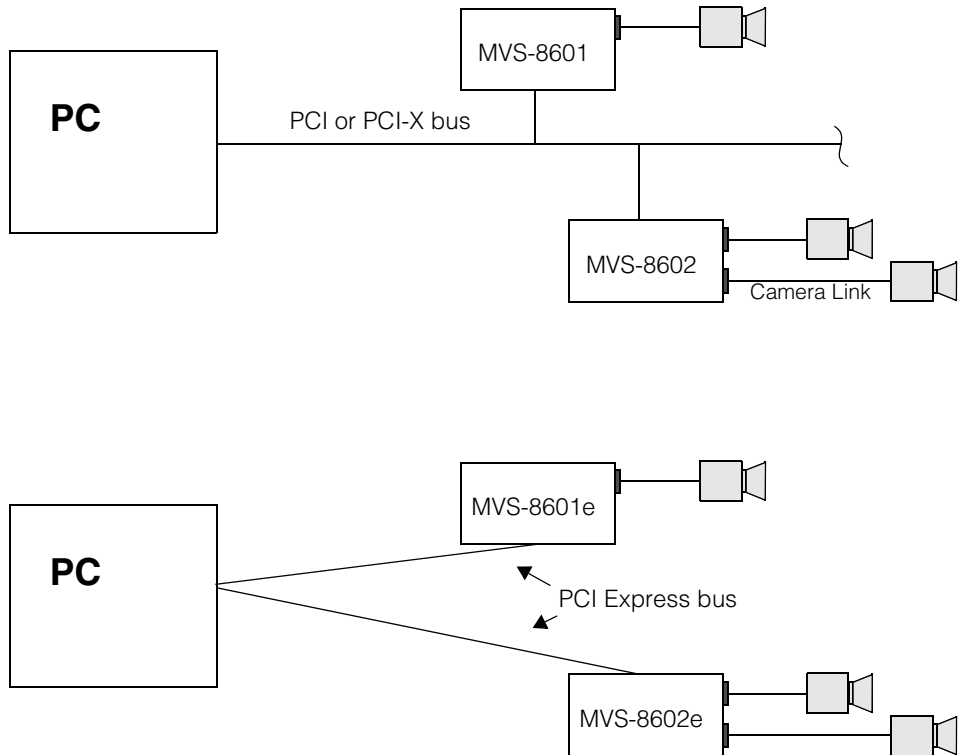 MVS-8601
PC
PCI or PCI-X bus
MVS-8602
Camera Link
MVS-8601e
PC
PCI Express bus
MVS-8602e